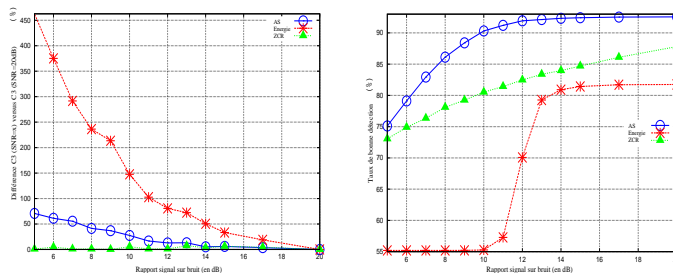 ( %)
AS
Energie
ZCR
450
400
350
300
250
200
150
100
50
0
Différence C3 (SNR=x) versus C3 (SNR=20dB)
6 8 10 12 14 16 18 20
Rapport signal sur bruit (en dB)
( %)
90
85
80
75
70
65
60
55
Taux de bonne détection
AS
Energie
ZCR
6 8 10 12 14 16 18
Rapport signal sur bruit (en dB)